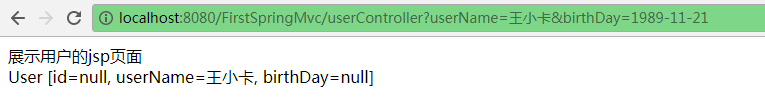 localhost:8080/FirstSpringMvc/userController?userName=王小卡&birthDay=1989-11-21
展示用户的jsp页面
User [id=null, userName=王小卡, birthDay=null]